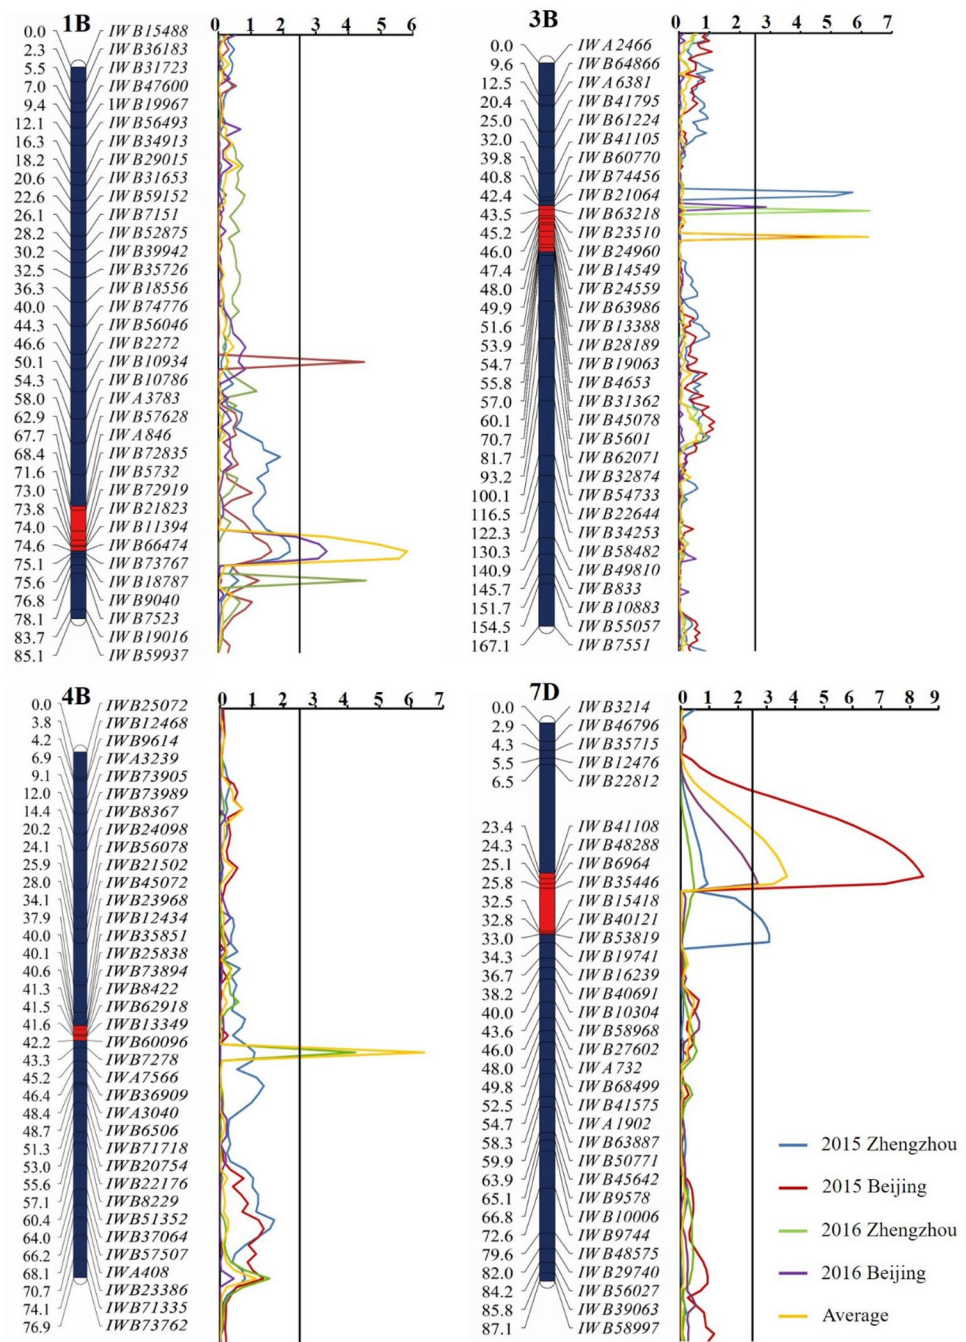 1B
0 1 2 3 4 5 6
0.0 IWB15488
2.3 IWB36183
5.5 IWB31723
7.0 IWB47600
9.4 IWB19967
12.1 IWB56493
16.3 IWB34913
18.2 IWB29015
20.6 IWB31653
22.6 IWB59152
26.1 IWB7151
28.2 IWB52875
30.2 IWB39942
32.5 IWB35726
36.3 IWB18556
40.0 IWB74776
44.3 IWB56046
46.6 IWB2272
50.1 IWB10934
54.3 IWB10786
58.0 IWA3783
62.9 IWB57628
67.7 IWA846
68.4 IWB72835
71.6 IWB5732
73.0 IWB72919
73.8 IWB21823
74.0 IWB11394
74.6 IWB66474
75.1 IWB73767
75.6 IWB18787
76.8 IWB9040
78.1 IWB7523
83.7 IWB19016
85.1 IWB59937
3B
0 1 2 3 4 5 6 7
0.0 IWA2466
9.6 IWB64866
12.5 IWA6381
20.4 IWB41795
25.0 IWB61224
32.0 IWB41105
39.8 IWB60770
40.8 IWB74456
42.4 IWB21064
43.5 IWB63218
45.2 IWB23510
46.0 IWB24960
47.4 IWB14549
48.0 IWB24559
49.9 IWB63986
51.6 IWB13388
53.9 IWB28189
54.7 IWB19063
55.8 IWB4653
57.0 IWB31362
60.1 IWB45078
70.7 IWB5601
81.7 IWB62071
93.2 IWB32874
100.1 IWB54733
116.5 IWB22644
122.3 IWB34253
130.3 IWB58482
140.9 IWB49810
145.7 IWB833
151.7 IWB10883
154.5 IWB55057
167.1 IWB7551
4B
0 1 2 3 4 5 6 7
0.0 IWB25072
3.8 IWB12468
4.2 IWB9614
6.9 IWA3239
9.1 IWB73905
12.0 IWB73989
14.4 IWB8367
20.2 IWB24098
24.1 IWB56078
25.9 IWB21502
28.0 IWB45072
34.1 IWB23968
37.9 IWB12434
40.0 IWB35851
40.1 IWB25838
40.6 IWB73894
41.3 IWB8422
41.5 IWB62918
41.6 IWB13349
42.2 IWB60096
43.3 IWB7278
45.2 IWA7566
46.4 IWB36909
48.4 IWA3040
48.7 IWB6506
51.3 IWB71718
53.0 IWB20754
55.6 IWB22176
57.1 IWB8229
60.4 IWB51352
64.0 IWB37064
66.2 IWB57507
68.1 IWA408
70.7 IWB23386
74.1 IWB71335
76.9 IWB73762
7D
0 1 2 3 4 5 6 7 8 9
0.0 IWB3214
2.9 IWB46796
4.3 IWB35715
5.5 IWB12476
6.5 IWB22812
23.4 IWB41108
24.3 IWB48288
25.1 IWB6964
25.8 IWB35446
32.5 IWB15418
32.8 IWB40121
33.0 IWB53819
34.3 IWB19741
36.7 IWB16239
38.2 IWB40691
40.0 IWB10304
43.6 IWB58968
46.0 IWB27602
48.0 IWA732
49.8 IWB68499
52.5 IWB41575
54.7 IWA1902
58.3 IWB63887
59.9 IWB50771
63.9 IWB45642
65.1 IWB9578
66.8 IWB10006
72.6 IWB9744
79.6 IWB48575
82.0 IWB29740
84.2 IWB56027
85.8 IWB39063
87.1 IWB58997
2015 Zhengzhou
2015 Beijing
2016 Zhengzhou
2016 Beijing
Average